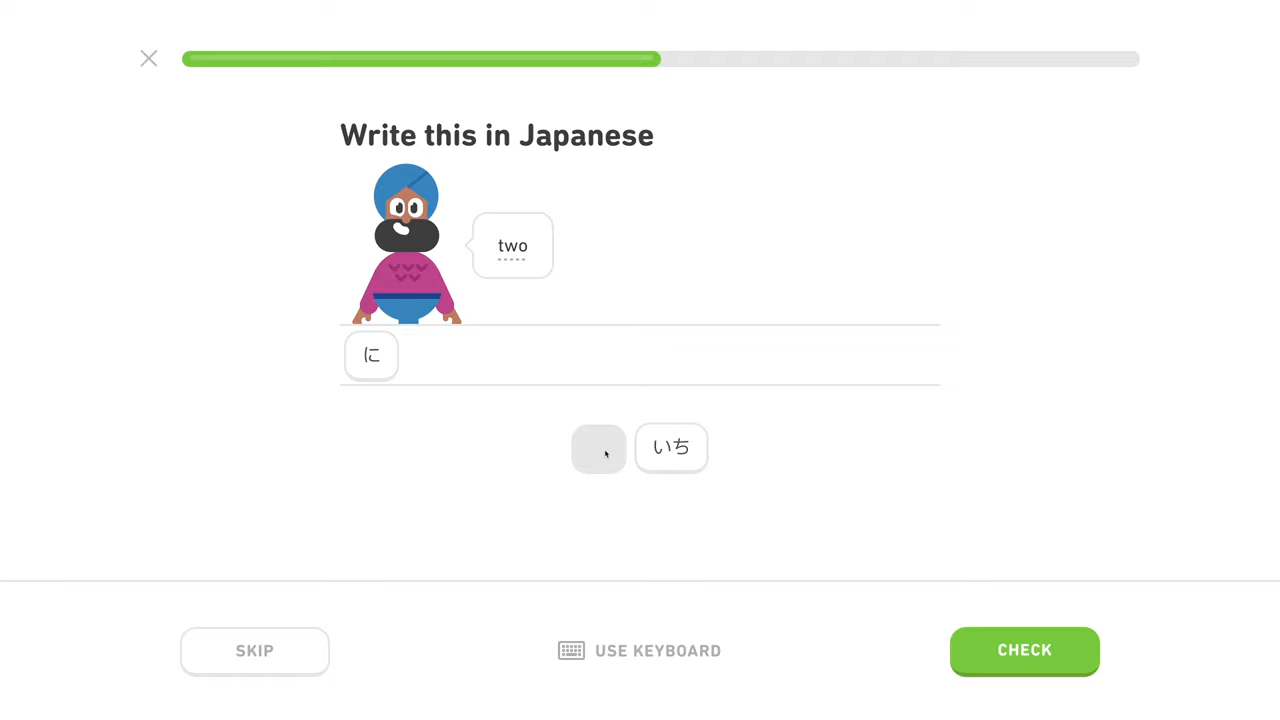 Write this in Japanese
two
に
いち
SKIP
USE KEYBOARD
CHECK